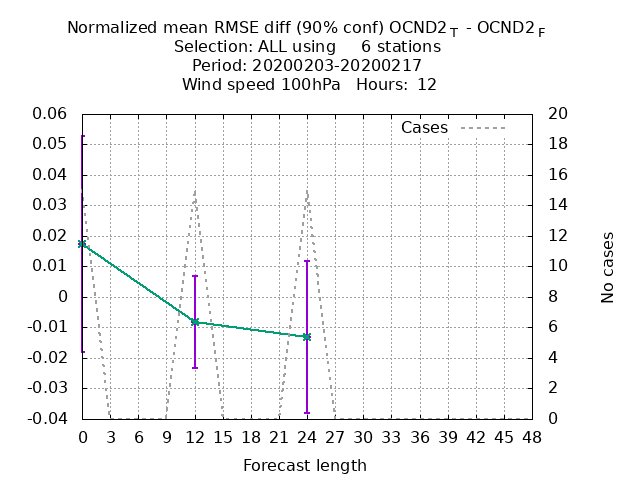 Normalized mean RMSE diff (90% conf) OCND2 T - OCND2 F
Selection: ALL using 6 stations
Period: 20200203-20200217
Wind speed 100hPa Hours: 12
Cases
0.06
0.05
0.04
0.03
0.02
0.01
0
-0.01
-0.02
-0.03
-0.04
20
18
16
14
12
10
8
6
4
2
0
No cases
0 3 6 9 12 15 18 21 24 27 30 33 36 39 42 45 48
Forecast length